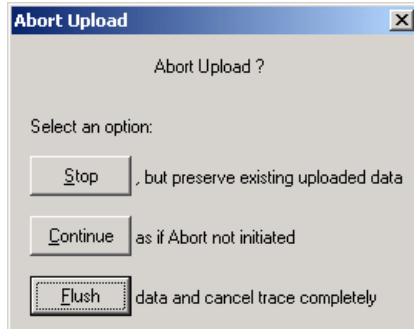 Abort Upload
Abort Upload ?
Select an option:
Stop , but preserve existing uploaded data
Continue as if Abort not initiated
Flush data and cancel trace completely